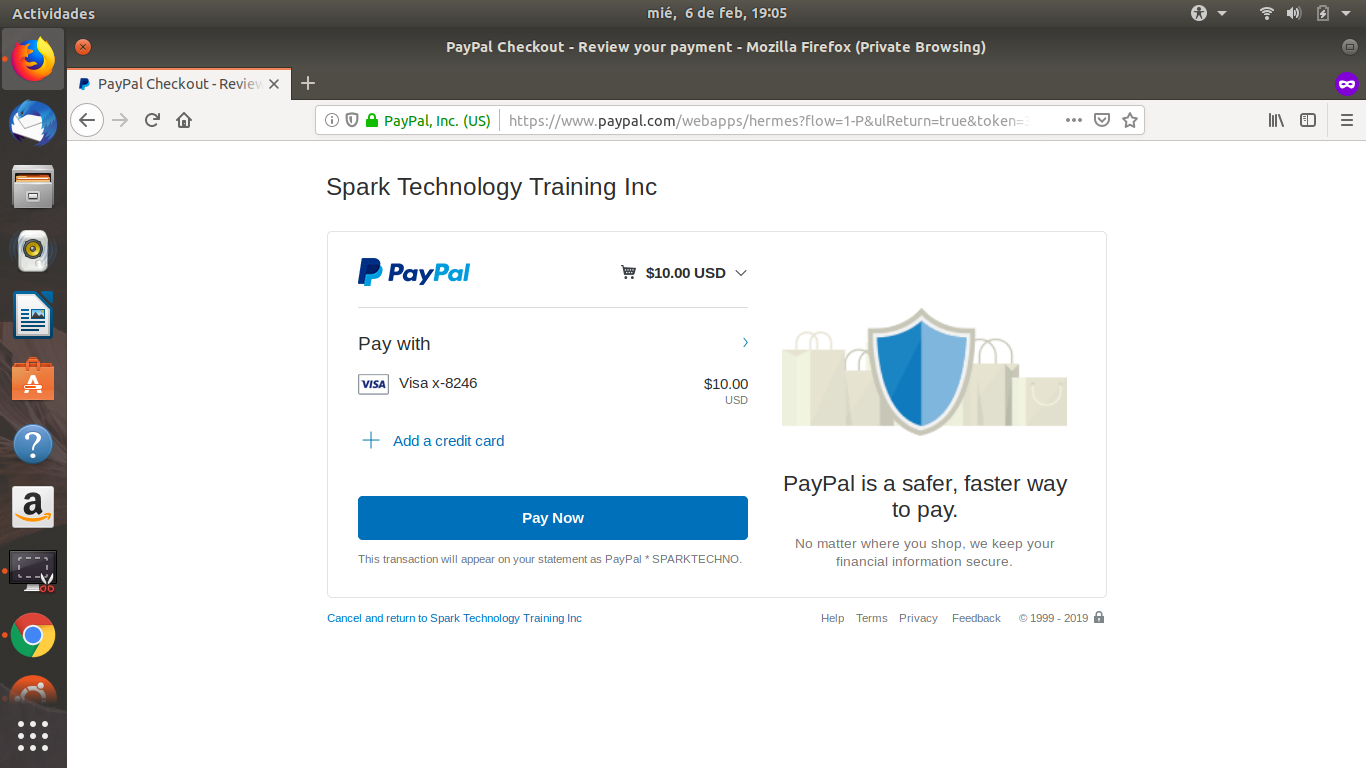 Actividades
mié, 6 de feb, 19:05
PayPal Checkout - Review your payment - Mozilla Firefox (Private Browsing)
PayPal Checkout - Review
PayPal, Inc. (US)
https://www.paypal.com/webapps/hermes?flow=1-P&ulReturn=true&token=
Spark Technology Training Inc
PayPal
$10.00 USD
Pay with
VISA
Visa x-8246
$10.00
USD
Add a credit card
Pay Now
This transaction will appear on your statement as PayPal * SPARKTECHNO.
PayPal is a safer, faster way
to pay.
No matter where you shop, we keep your
financial information secure.
Cancel and return to Spark Technology Training Inc
Help Terms Privacy Feedback © 1999 - 2019